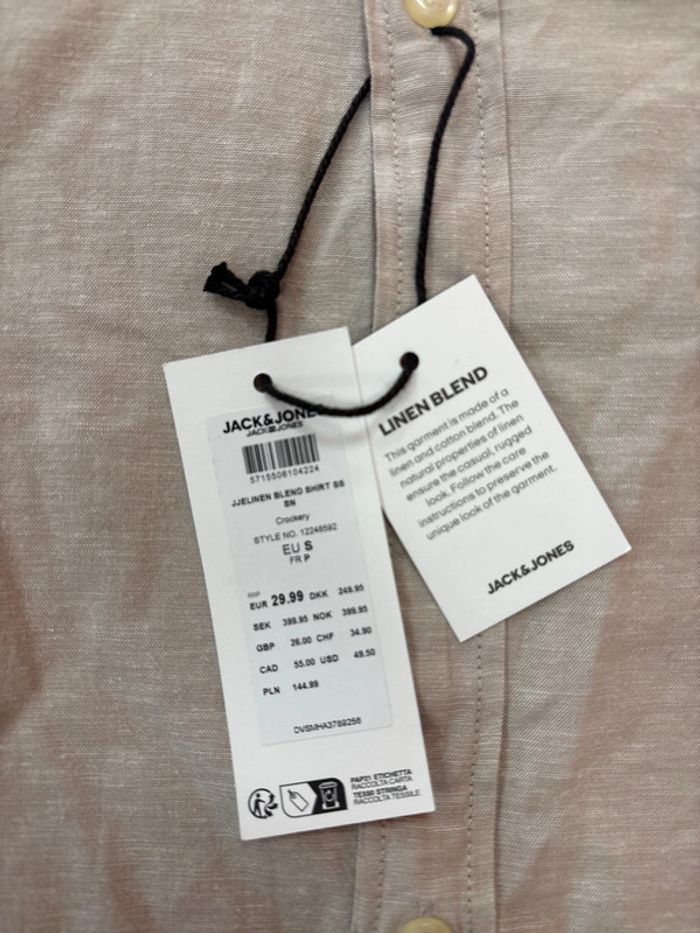 JACK&JONES
JACK&JONES
5715506104224
JJELINEN BLEND SHIRT SS
SN
Crockery
STYLE NO. 12248592
EU S
FR P
RRP
EUR 29.99 DKK 249.95
SEK 399.95 NOK 399.95
GBP 26.00 CHF 34.90
CAD 55.00 USD 49.50
PLN 144.99
DVSMHA3789256
PAP21 ETICHETTA
RACCOLTA CARTA
TEX60 STRINGA
RACCOLTA TESSILE
LINEN BLEND
This garment is made of a
linen and cotton blend. The
natural properties of linen
ensure the casual, rugged
look. Follow the care
instructions to preserve the
unique look of the garment.
JACK&JONES